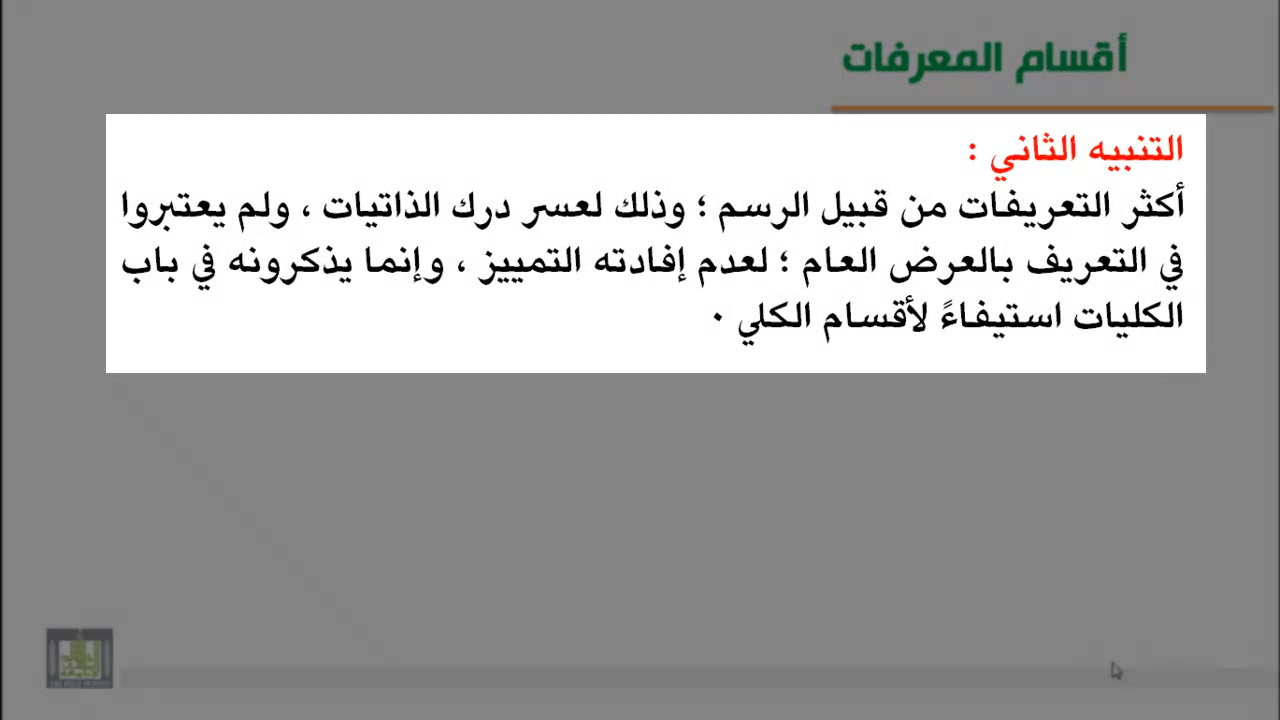 أقسام المعرفات
التنبيه الثاني :
أكثر التعريفات من قبيل الرسم ؛ وذلك لعسر درك الذاتيات ، ولم يعتبروا
في التعريف بالعرض العام ؛ لعدم إفادته التمييز ، وإنما يذكرونه في باب
الكليات استيفاءً لأقسام الكلي ٠